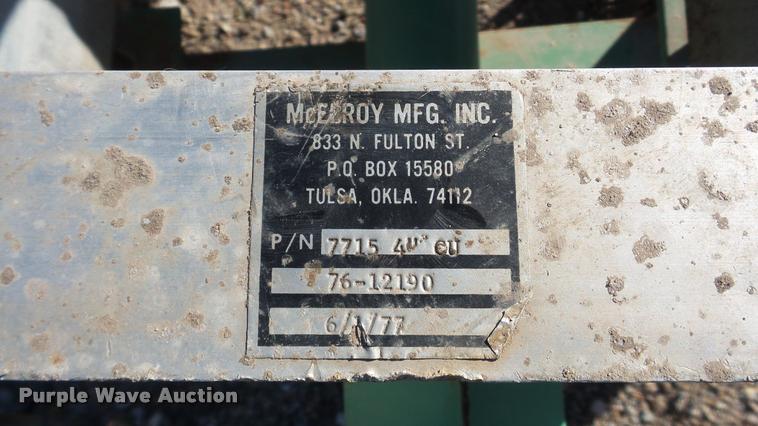 McELROY MFG. INC.
833 N. FULTON ST.
P.O. BOX 15580
TULSA, OKLA. 74112
P/N 7715 4U" CU
76-12190
6/1/77
Purple Wave Auction